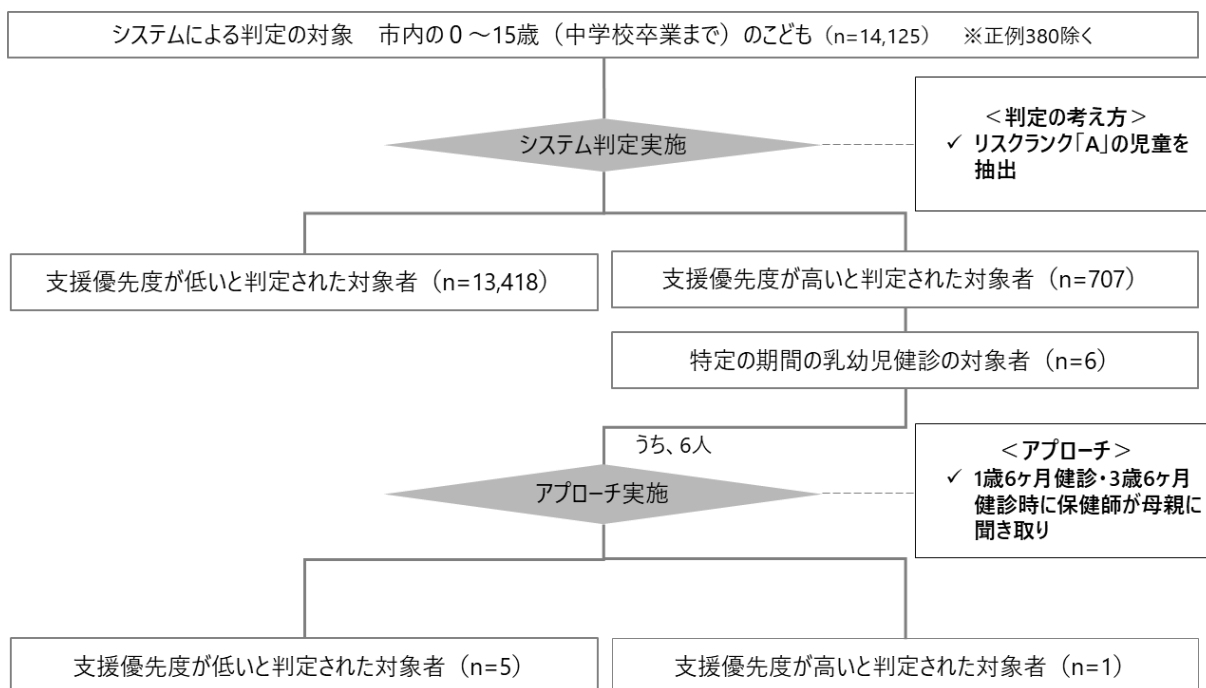 システムによる判定の対象　市内の０～15歳（中学校卒業まで）のこども（n=14,125）　※正例380除く
システム判定実施
＜判定の考え方＞
✓ リスクランク「A」の児童を
抽出
支援優先度が低いと判定された対象者（n=13,418）
支援優先度が高いと判定された対象者（n=707）
特定の期間の乳幼児健診の対象者（n=6）
うち、6人
アプローチ実施
＜アプローチ＞
✓ 1歳6ヶ月健診・3歳6ヶ月
健診時に保健師が母親に
聞き取り
支援優先度が低いと判定された対象者（n=5）
支援優先度が高いと判定された対象者（n=1）